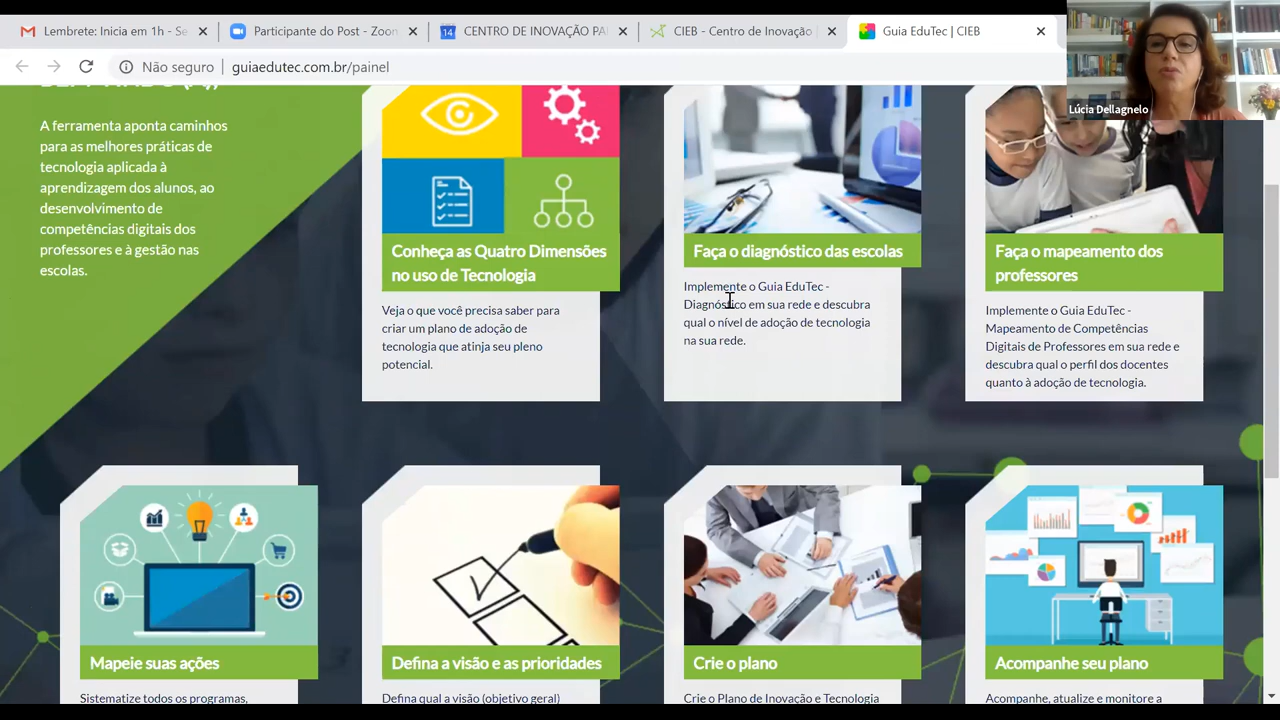 Lembrete: Inicia em 1h - Se
Participante do Post - Zoon
14
CENTRO DE INOVAÇÃO PA
CIEB - Centro de Inovação
Guia EduTec | CIEB
Não seguro
guiaedutec.com.br/painel
Lúcia Dellagnelo
A ferramenta aponta caminhos
para as melhores práticas de
tecnologia aplicada à
aprendizagem dos alunos, ao
desenvolvimento de
competências digitais dos
professores e à gestão nas
escolas.
Conheça as Quatro Dimensões
no uso de Tecnologia
Veja o que você precisa saber para
criar um plano de adoção de
tecnologia que atinja seu pleno
potencial.
Faça o diagnóstico das escolas
Implemente o Guia EduTec -
Diagnóstico em sua rede e descubra
qual o nível de adoção de tecnologia
na sua rede.
Faça o mapeamento dos
professores
Implemente o Guia EduTec -
Mapeamento de Competências
Digitais de Professores em sua rede e
descubra qual o perfil dos docentes
quanto à adoção de tecnologia.
Mapeie suas ações
Sistematize todos os programas,
Defina a visão e as prioridades
Defina qual a visão (objetivo geral)
Crie o plano
Crie o Plano de Inovação e Tecnologia
Acompanhe seu plano
Acompanhe, atualize e monitore a